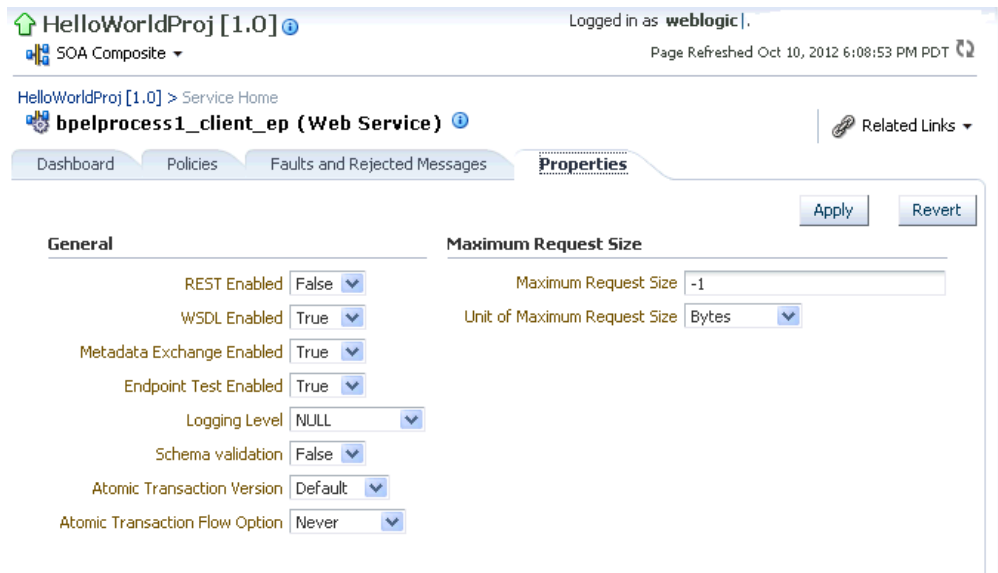 HelloWorldProj [1.0]
Logged in as weblogic|.
SOA Composite
Page Refreshed Oct 10, 2012 6:08:53 PM PDT
HelloWorldProj [1.0] > Service Home
bpelprocess1_client_ep (Web Service)
Related Links
Dashboard Policies Faults and Rejected Messages Properties
Apply Revert
General
REST Enabled False
WSDL Enabled True
Metadata Exchange Enabled True
Endpoint Test Enabled True
Logging Level NULL
Schema validation False
Atomic Transaction Version Default
Atomic Transaction Flow Option Never
Maximum Request Size
Maximum Request Size -1
Unit of Maximum Request Size Bytes